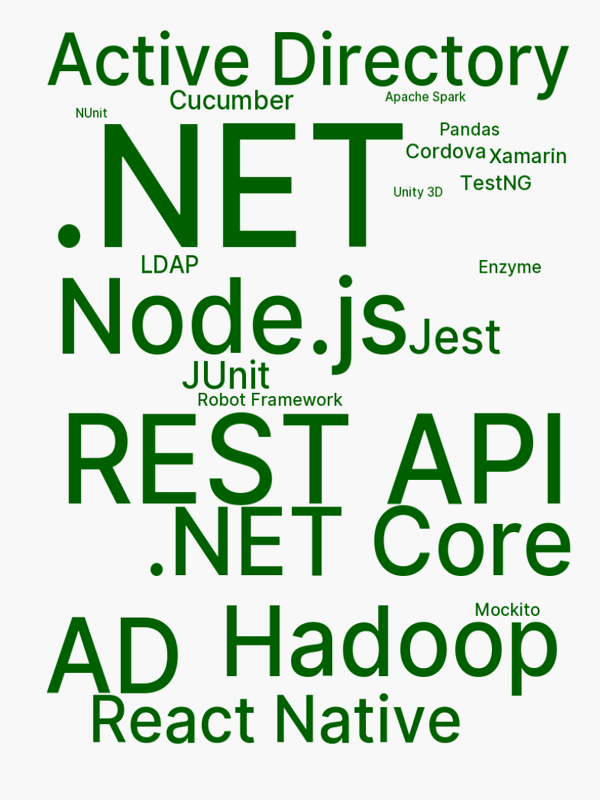 Active Directory
Cucumber
Apache Spark
NUnit
.NET
Pandas
Cordova
Xamarin
TestNG
Unity 3D
LDAP
Enzyme
Node.js
Jest
JUnit
Robot Framework
REST API
.NET Core
AD
Hadoop
Mockito
React Native